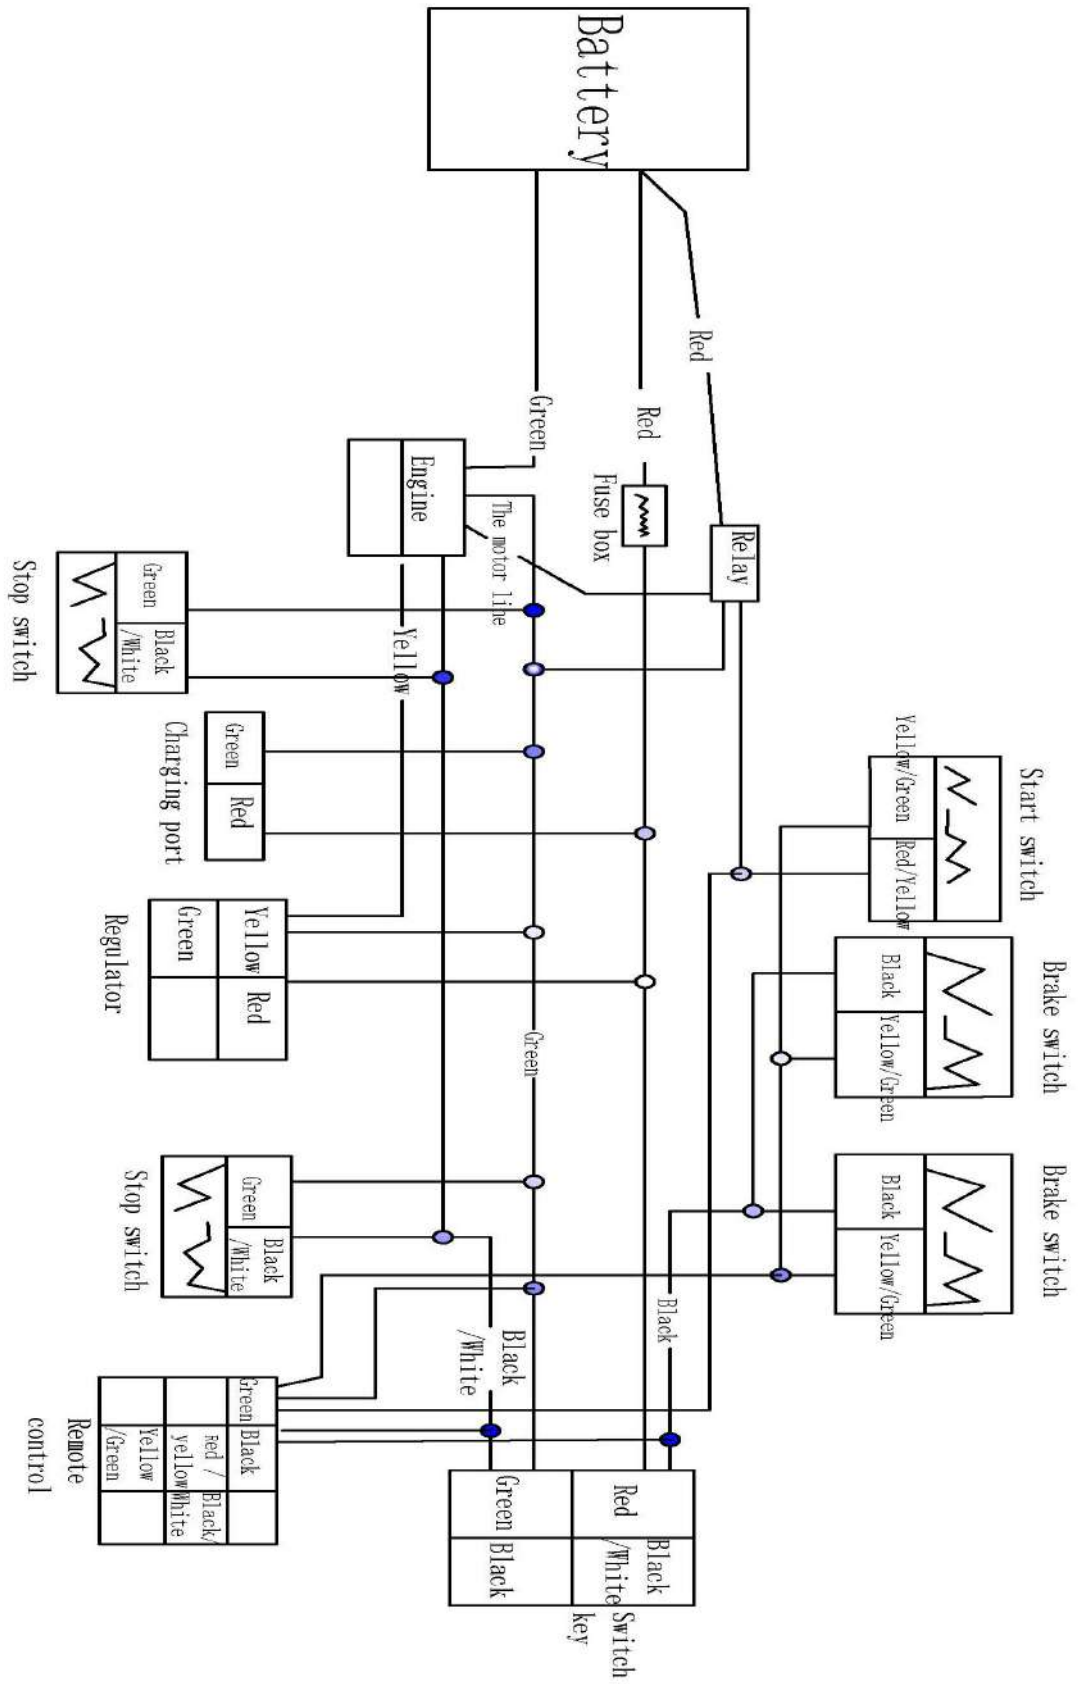 Battery
Red
Red
Green
Fuse box
Relay
Engine
The motor line
Yellow
Green
Black
/White
Stop switch
Green
Red
Charging port
Yellow
Red
Green
Regulator
Green
Green
Black
/White
Stop switch
Yellow/Green
Red/Yellow
Start switch
Black
Yellow/Green
Brake switch
Black
Yellow/Green
Brake switch
Black
Black
/White
Green
Black
Red /
yellow
Black/
White
Yellow
/Green
Remote
control
Red
Black
/White
Green
Black
Switch
key